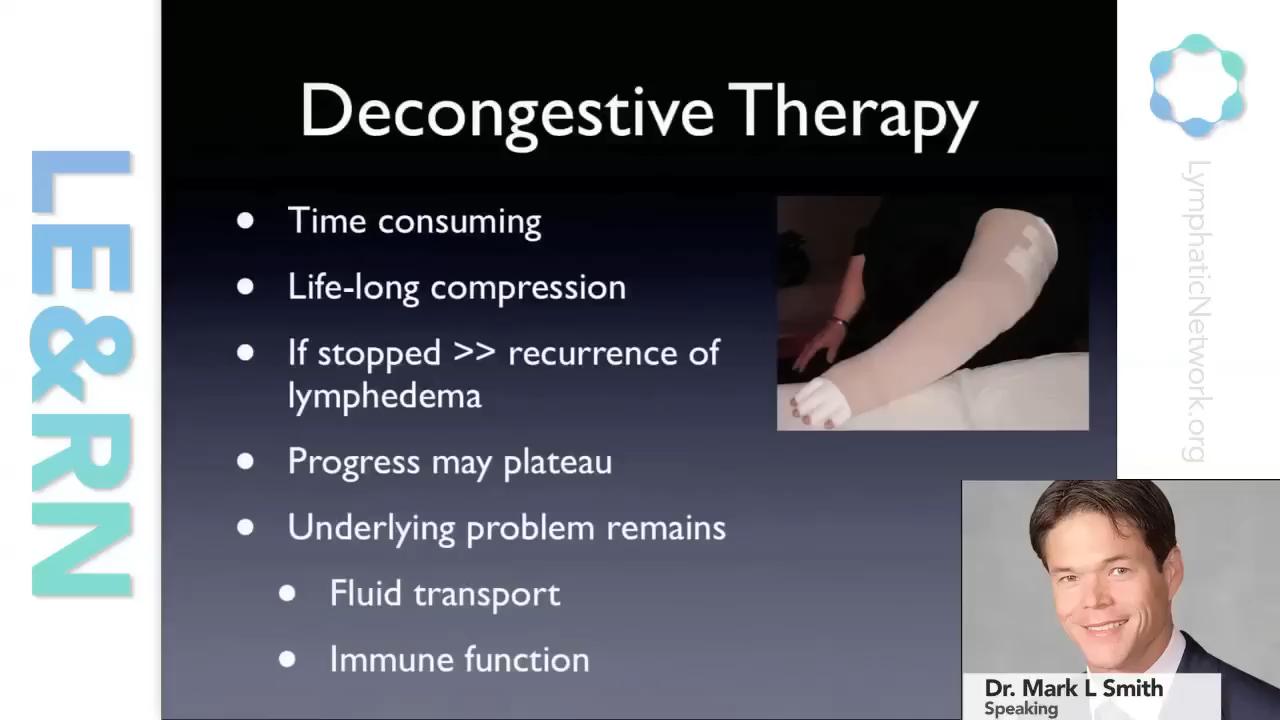 LE&RN
Decongestive Therapy
Time consuming
Life-long compression
If stopped >> recurrence of
lymphedema
Progress may plateau
Underlying problem remains
Fluid transport
Immune function
LymphaticNetwork.org
Dr. Mark L Smith
Speaking